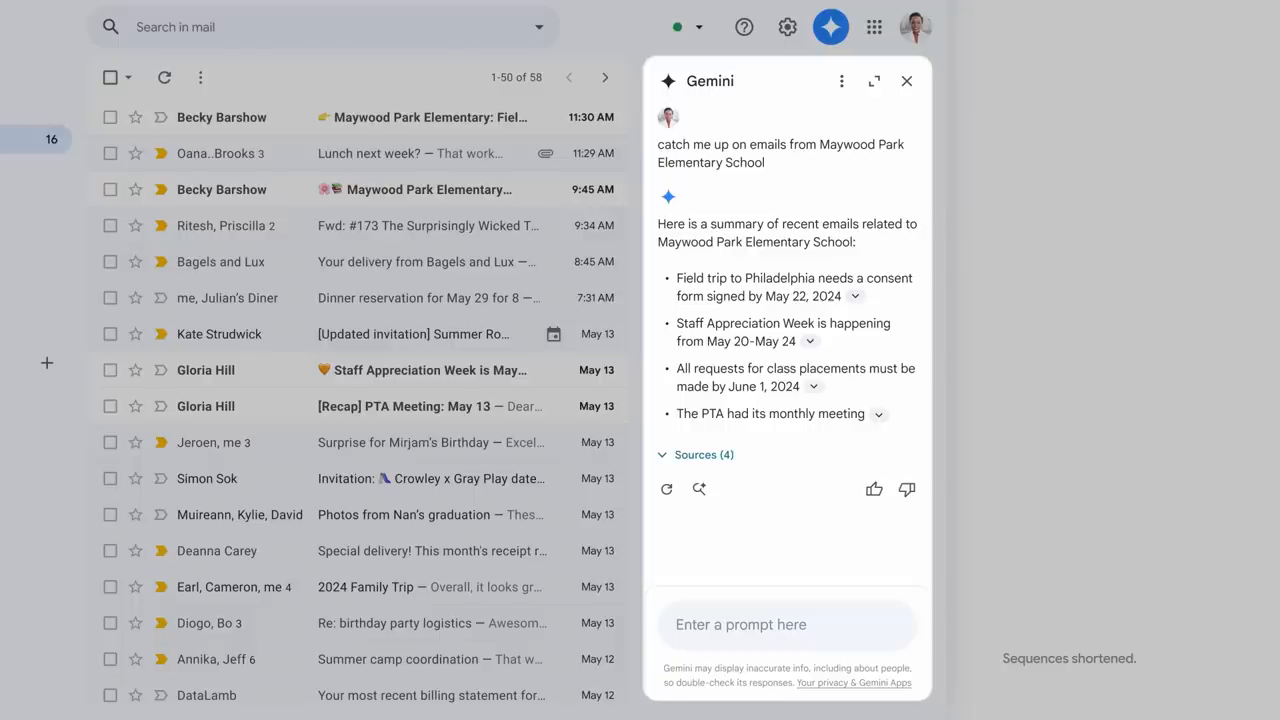 Search in mail
1-50 of 58
16
Becky Barshow 👉 Maywood Park Elementary: Fiel... 11:30 AM
Oana..Brooks 3 Lunch next week? — That work... 11:29 AM
Becky Barshow 🌸📚 Maywood Park Elementary... 9:45 AM
Ritesh, Priscilla 2 Fwd: #173 The Surprisingly Wicked T... 9:34 AM
Bagels and Lux Your delivery from Bagels and Lux —... 8:45 AM
me, Julian's Diner Dinner reservation for May 29 for 8 —... 7:31 AM
Kate Strudwick [Updated invitation] Summer Ro... May 13
Gloria Hill 🧡 Staff Appreciation Week is May... May 13
Gloria Hill [Recap] PTA Meeting: May 13 — Dear... May 13
Jeroen, me 3 Surprise for Mirjam's Birthday — Excel... May 13
Simon Sok Invitation: 👠 Crowley x Gray Play date... May 13
Muireann, Kylie, David Photos from Nan's graduation — Thes... May 13
Deanna Carey Special delivery! This month's receipt r... May 13
Earl, Cameron, me 4 2024 Family Trip — Overall, it looks gr... May 13
Diogo, Bo 3 Re: birthday party logistics — Awesom... May 13
Annika, Jeff 6 Summer camp coordination — That w... May 12
DataLamb Your most recent billing statement for... May 12
Gemini
catch me up on emails from Maywood Park
Elementary School
Here is a summary of recent emails related to
Maywood Park Elementary School:
• Field trip to Philadelphia needs a consent
form signed by May 22, 2024
• Staff Appreciation Week is happening
from May 20-May 24
• All requests for class placements must be
made by June 1, 2024
• The PTA had its monthly meeting
Sources (4)
Enter a prompt here
Gemini may display inaccurate info, including about people,
so double-check its responses. Your privacy & Gemini Apps
Sequences shortened.